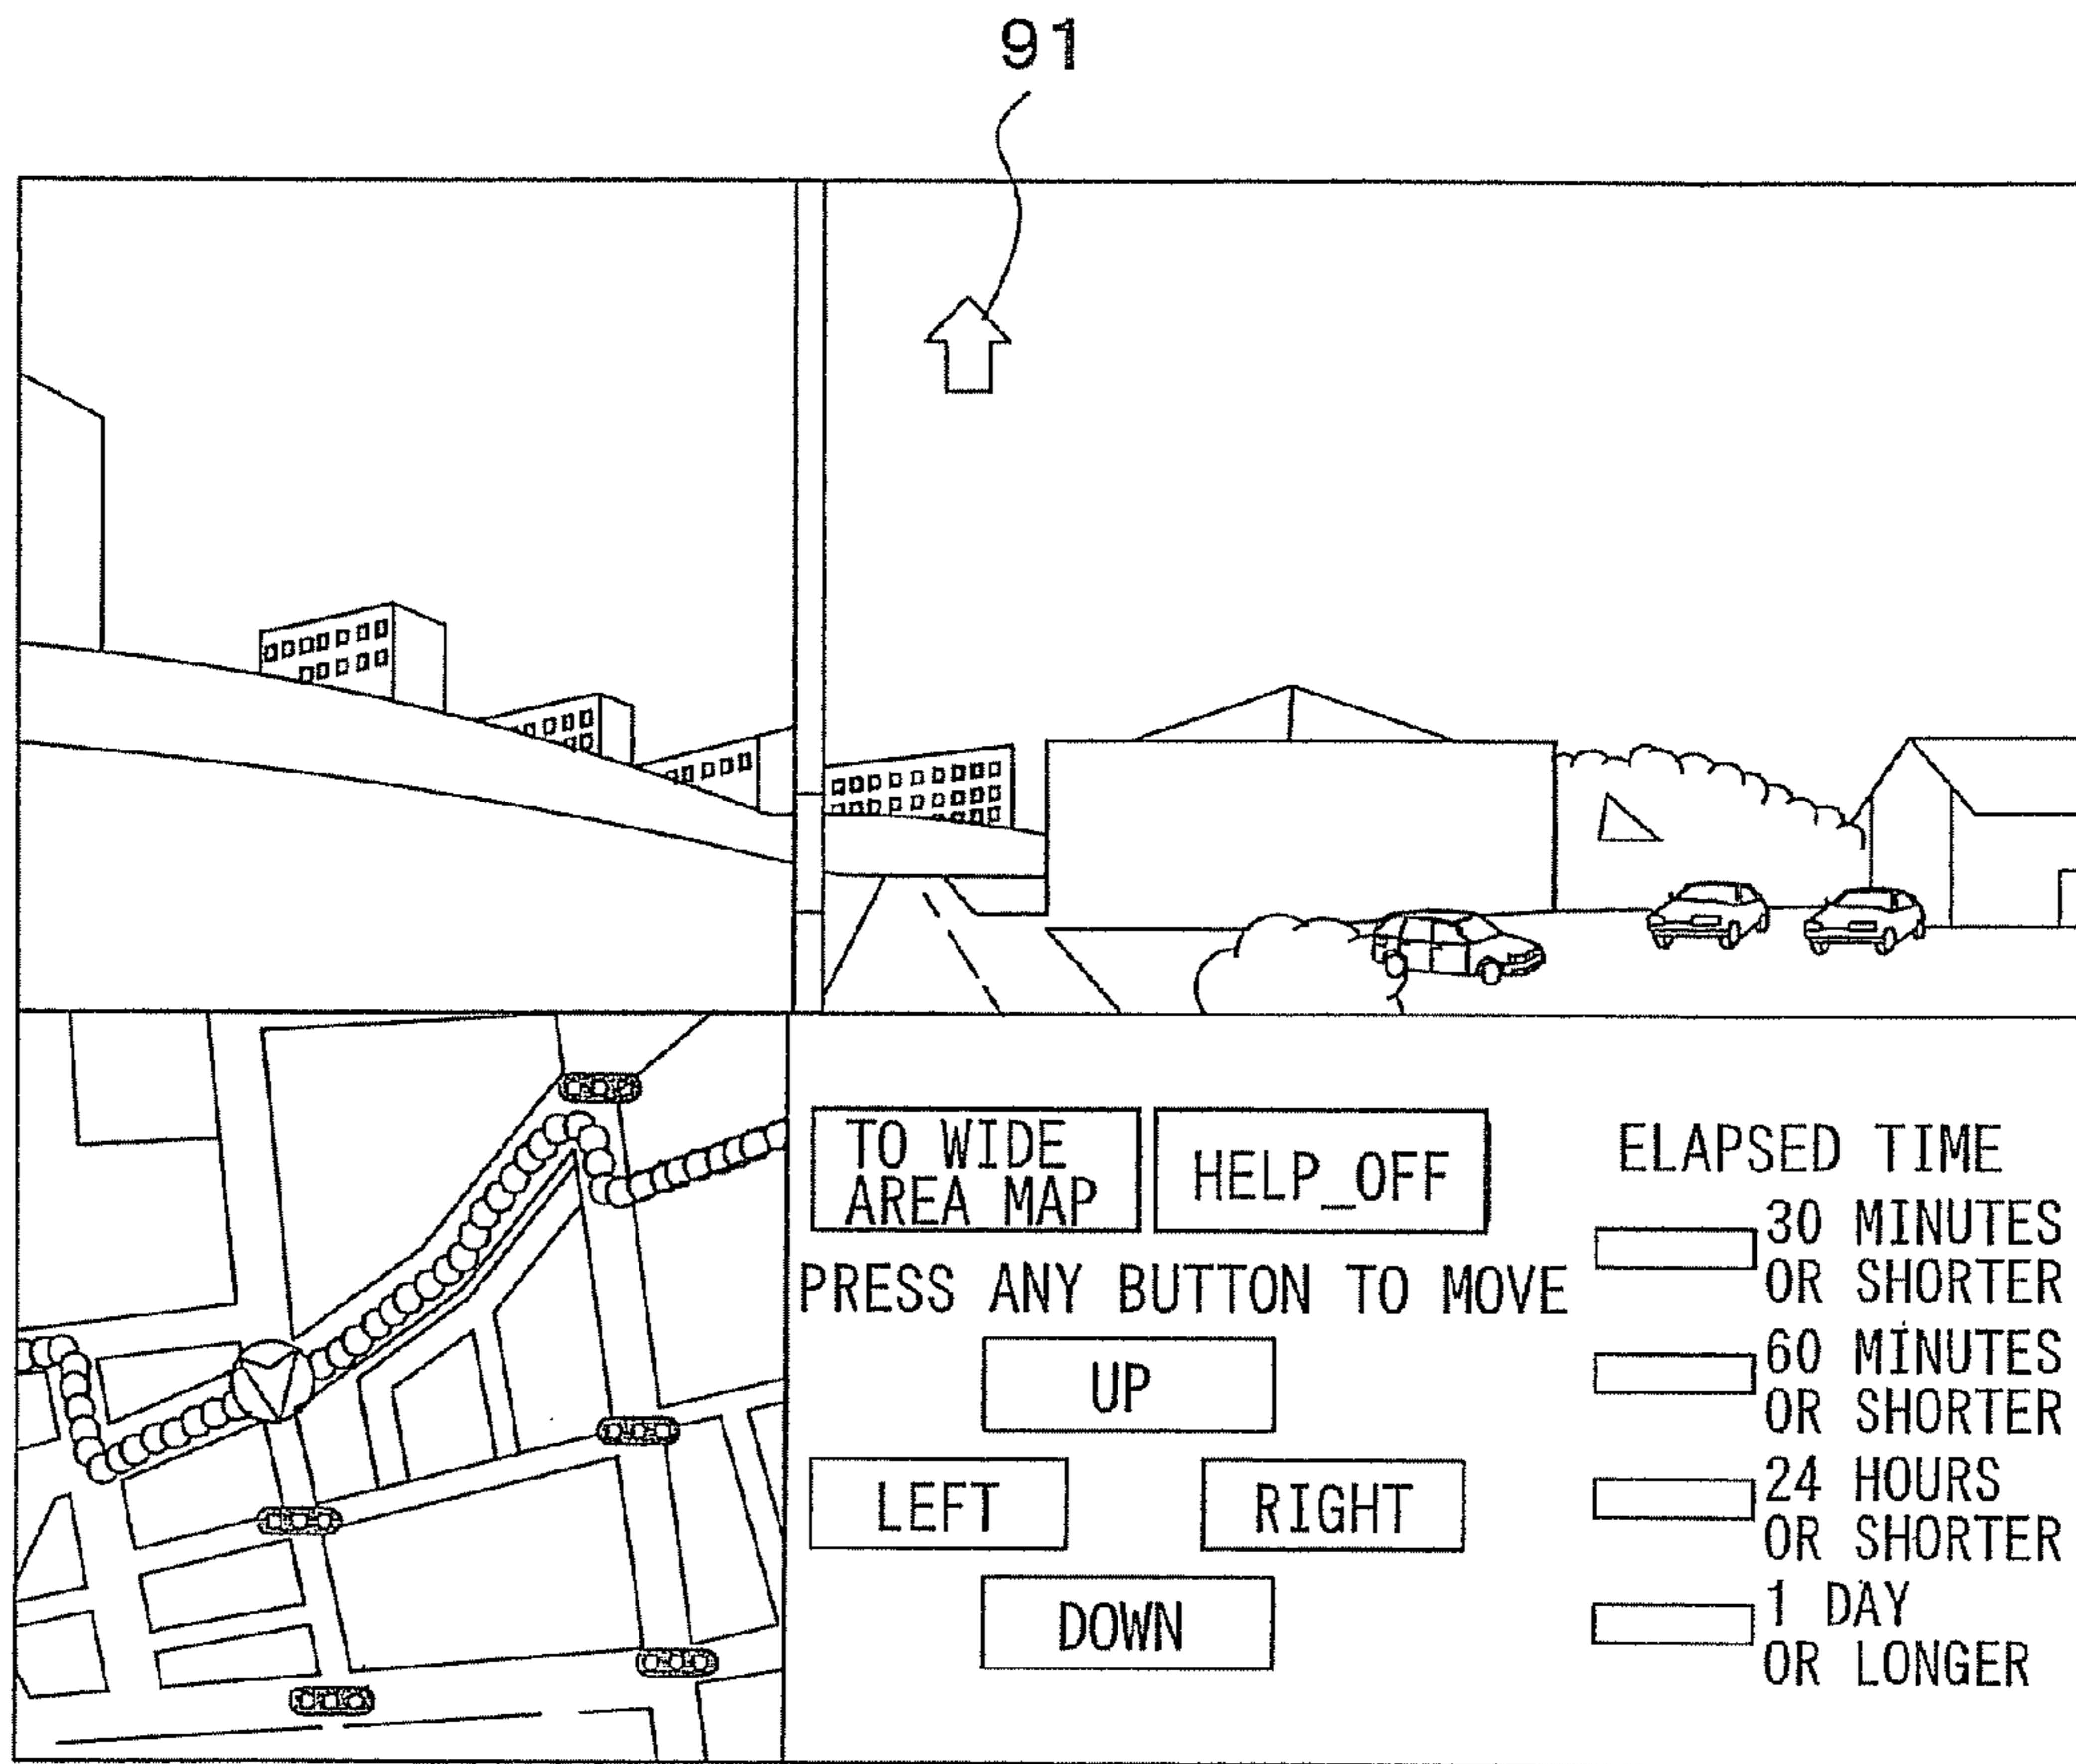 91
TO WIDE
AREA MAP
HELP_OFF
PRESS ANY BUTTON TO MOVE
UP
LEFT
RIGHT
DOWN
ELAPSED TIME
30 MINUTES
OR SHORTER
60 MINUTES
OR SHORTER
24 HOURS
OR SHORTER
1 DAY
OR LONGER